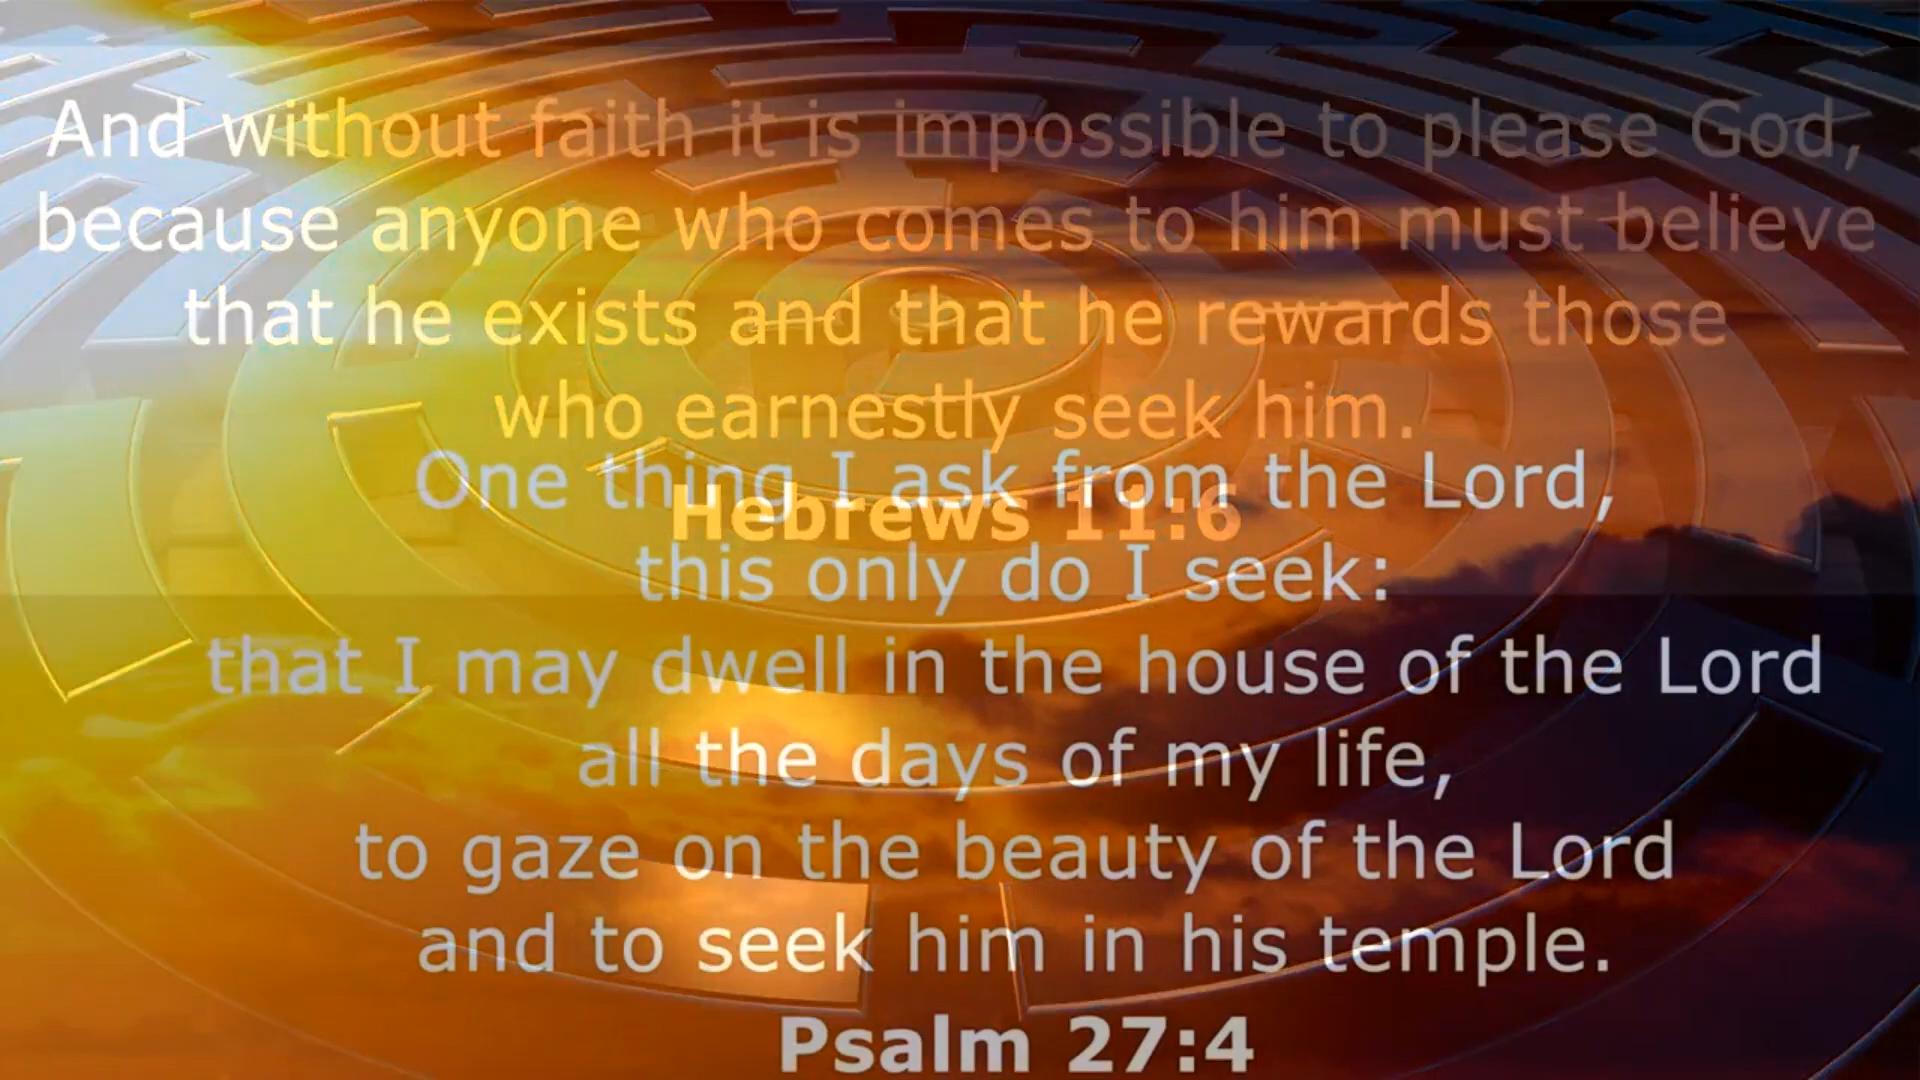 And without faith it is impossible to please God,
because anyone who comes to him must believe
that he exists and that he rewards those
who earnestly seek him.
Hebrews 11:6
One thing I ask from the Lord,
this only do I seek:
that I may dwell in the house of the Lord
all the days of my life,
to gaze on the beauty of the Lord
and to seek him in his temple.
Psalm 27:4